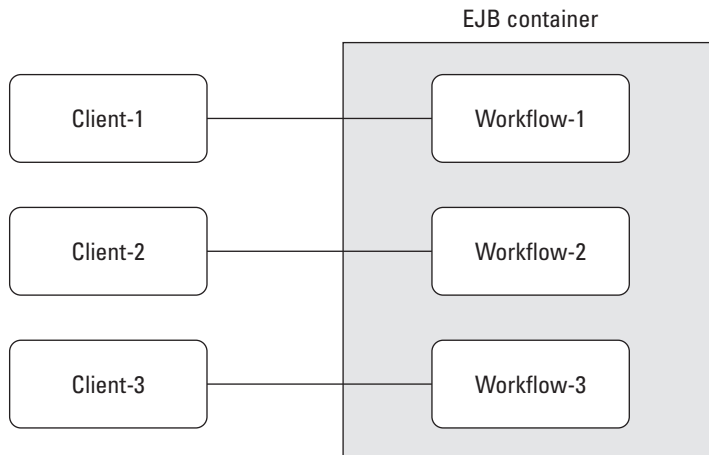 EJB container
Client-1
Workflow-1
Client-2
Workflow-2
Client-3
Workflow-3